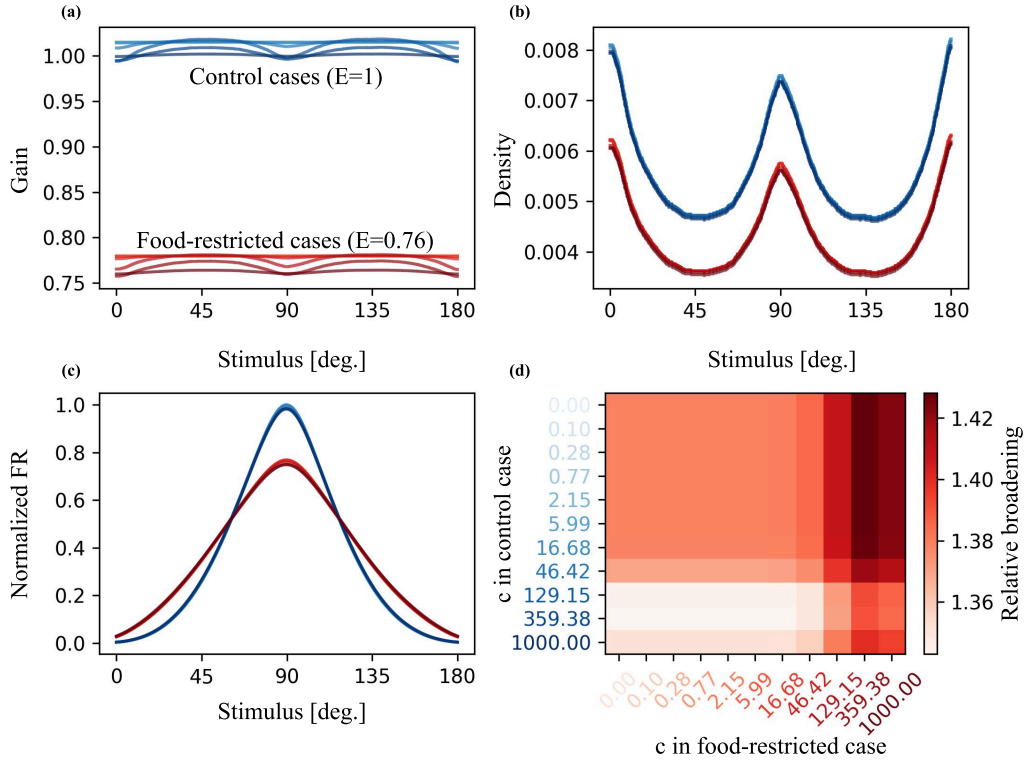 (a)
1.00
0.95
0.90
0.85
0.80
0.75
Gain
Control cases (E=1)
Food-restricted cases (E=0.76)
0 45 90 135 180
Stimulus [deg.]
(b)
0.008
0.007
0.006
0.005
0.004
Density
0 45 90 135 180
Stimulus [deg.]
(c)
1.0
0.8
0.6
0.4
0.2
0.0
Normalized FR
0 45 90 135 180
Stimulus [deg.]
(d)
0.00
0.10
0.28
0.77
2.15
5.99
16.68
46.42
129.15
359.38
1000.00
c in control case
0.00 0.10 0.28 0.77 2.15 5.99 16.68 46.42 129.15 359.38 1000.00
c in food-restricted case
1.42
1.40
1.38
1.36
Relative broadening